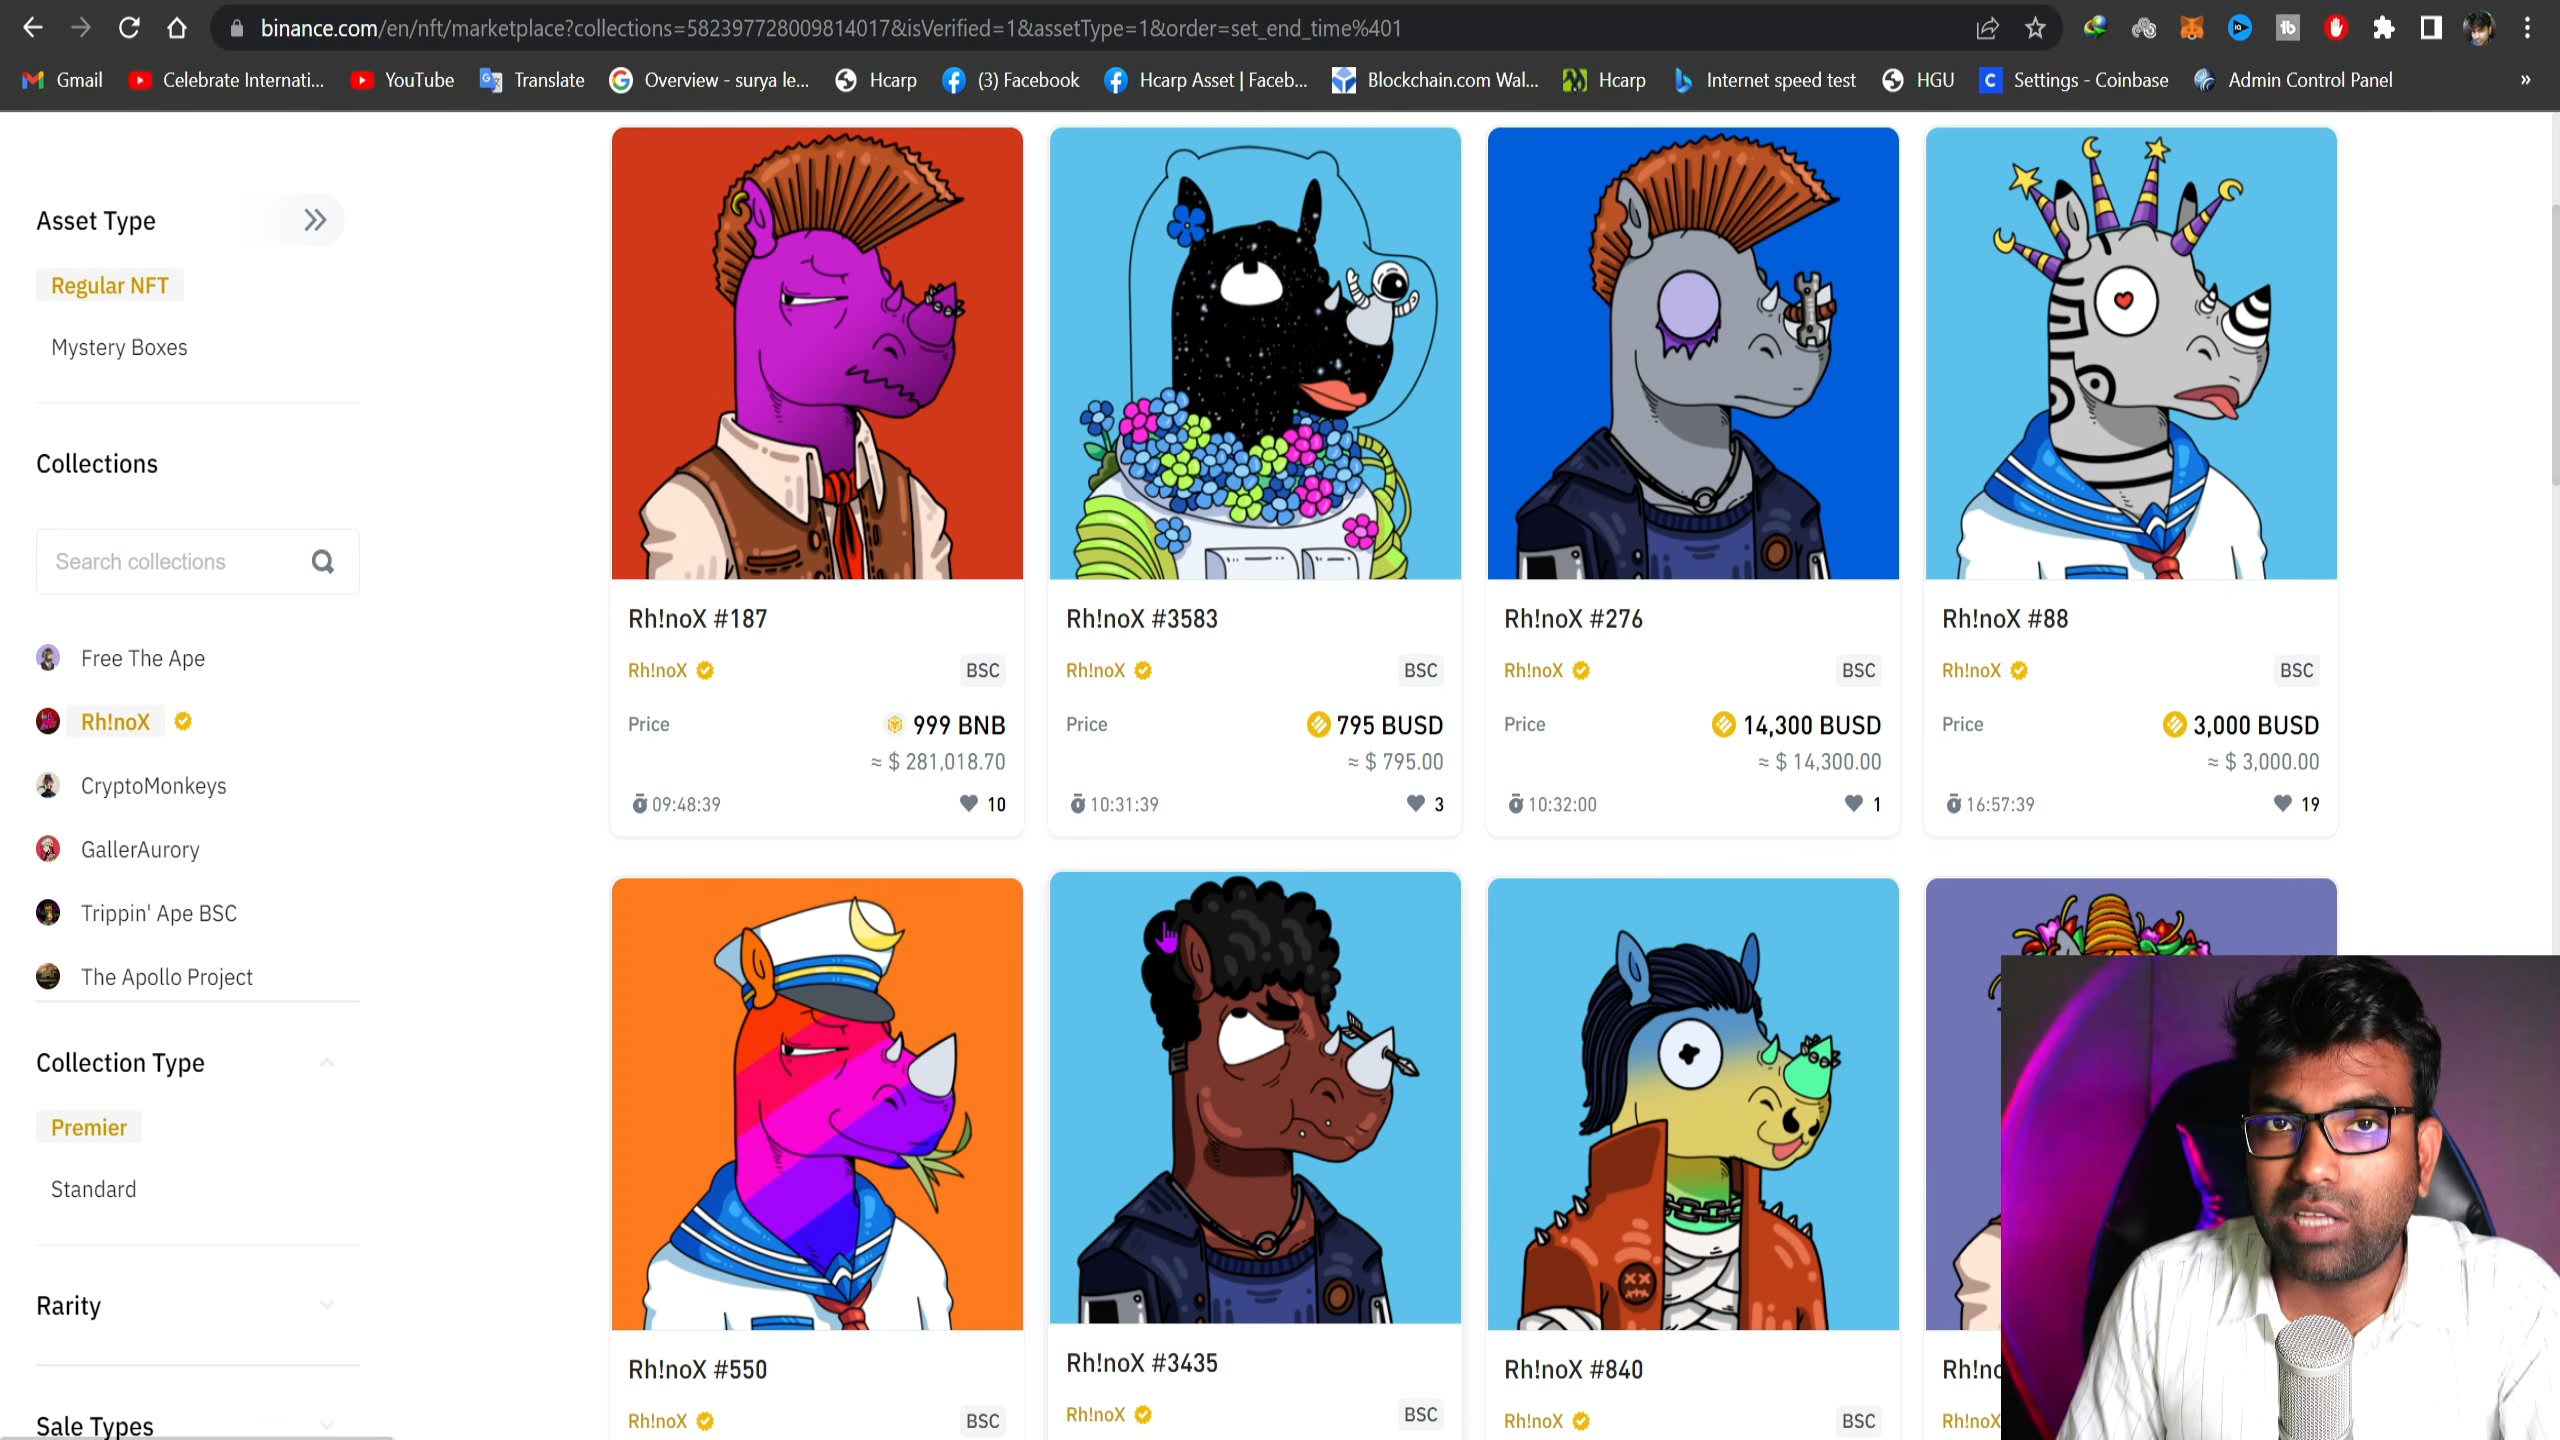 binance.com/en/nft/marketplace?collections=582397728009814017&isVerified=1&assetType=1&order=set_end_time%401
Gmail
Celebrate Internati...
YouTube
Translate
Overview - surya le...
Hcarp
(3) Facebook
Hcarp Asset | Faceb...
Blockchain.com Wal...
Hcarp
Internet speed test
HGU
Settings - Coinbase
Admin Control Panel
»
Asset Type
Regular NFT
Mystery Boxes
Collections
Search collections
Free The Ape
Rh!noX
CryptoMonkeys
GallerAurory
Trippin' Ape BSC
The Apollo Project
Collection Type
Premier
Standard
Rarity
Sale Types
Rh!noX #187
Rh!noX BSC
Price 999 BNB
≈ $ 281,018.70
09:48:39 10
Rh!noX #3583
Rh!noX BSC
Price 795 BUSD
≈ $ 795.00
10:31:39 3
Rh!noX #276
Rh!noX BSC
Price 14,300 BUSD
≈ $ 14,300.00
10:32:00 1
Rh!noX #88
Rh!noX BSC
Price 3,000 BUSD
≈ $ 3,000.00
16:57:39 19
Rh!noX #550
Rh!noX BSC
Rh!noX #3435
Rh!noX BSC
Rh!noX #840
Rh!noX BSC
Rh!no
Rh!noX